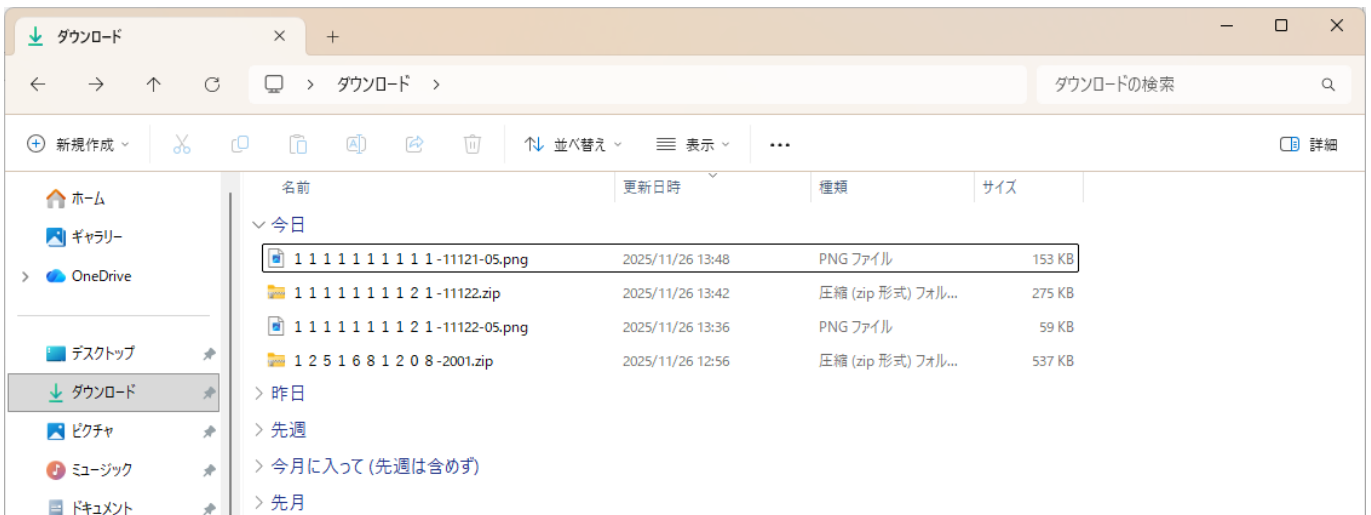 ダウンロード
ダウンロード
ダウンロードの検索
新規作成 並べ替え 表示 詳細
ホーム
ギャラリー
OneDrive
デスクトップ
ダウンロード
ピクチャ
ミュージック
ドキュメント
名前 更新日時 種類 サイズ
今日
１１１１１１１１１１-11121-05.png 2025/11/26 13:48 PNG ファイル 153 KB
１１１１１１１１２１-11122.zip 2025/11/26 13:42 圧縮 (zip 形式) フォル... 275 KB
１１１１１１１１２１-11122-05.png 2025/11/26 13:36 PNG ファイル 59 KB
１２５１６８１２０８-2001.zip 2025/11/26 12:56 圧縮 (zip 形式) フォル... 537 KB
昨日
先週
今月に入って (先週は含めず)
先月